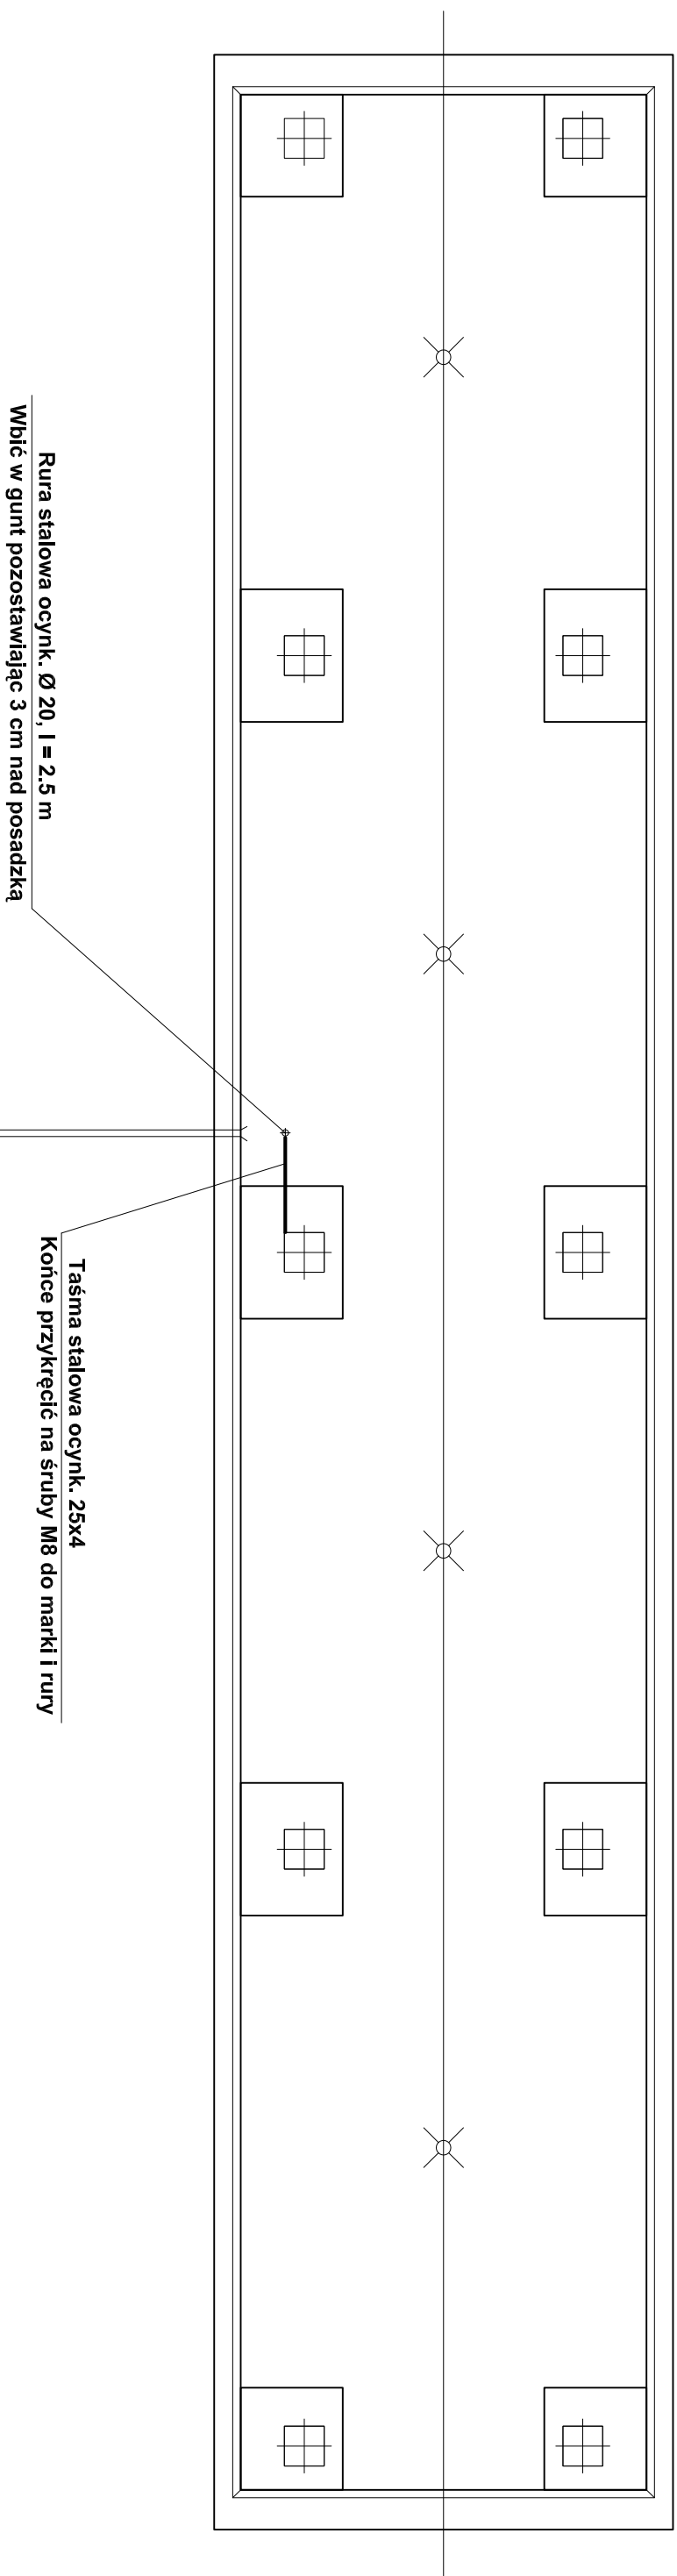 Rura stalowa ocynk. Ø 20, l = 2.5 m
Wbić w gunt pozostawiając 3 cm nad posadzką
Taśma stalowa ocynk. 25x4
Końce przykręcić na śruby M8 do marki i rury